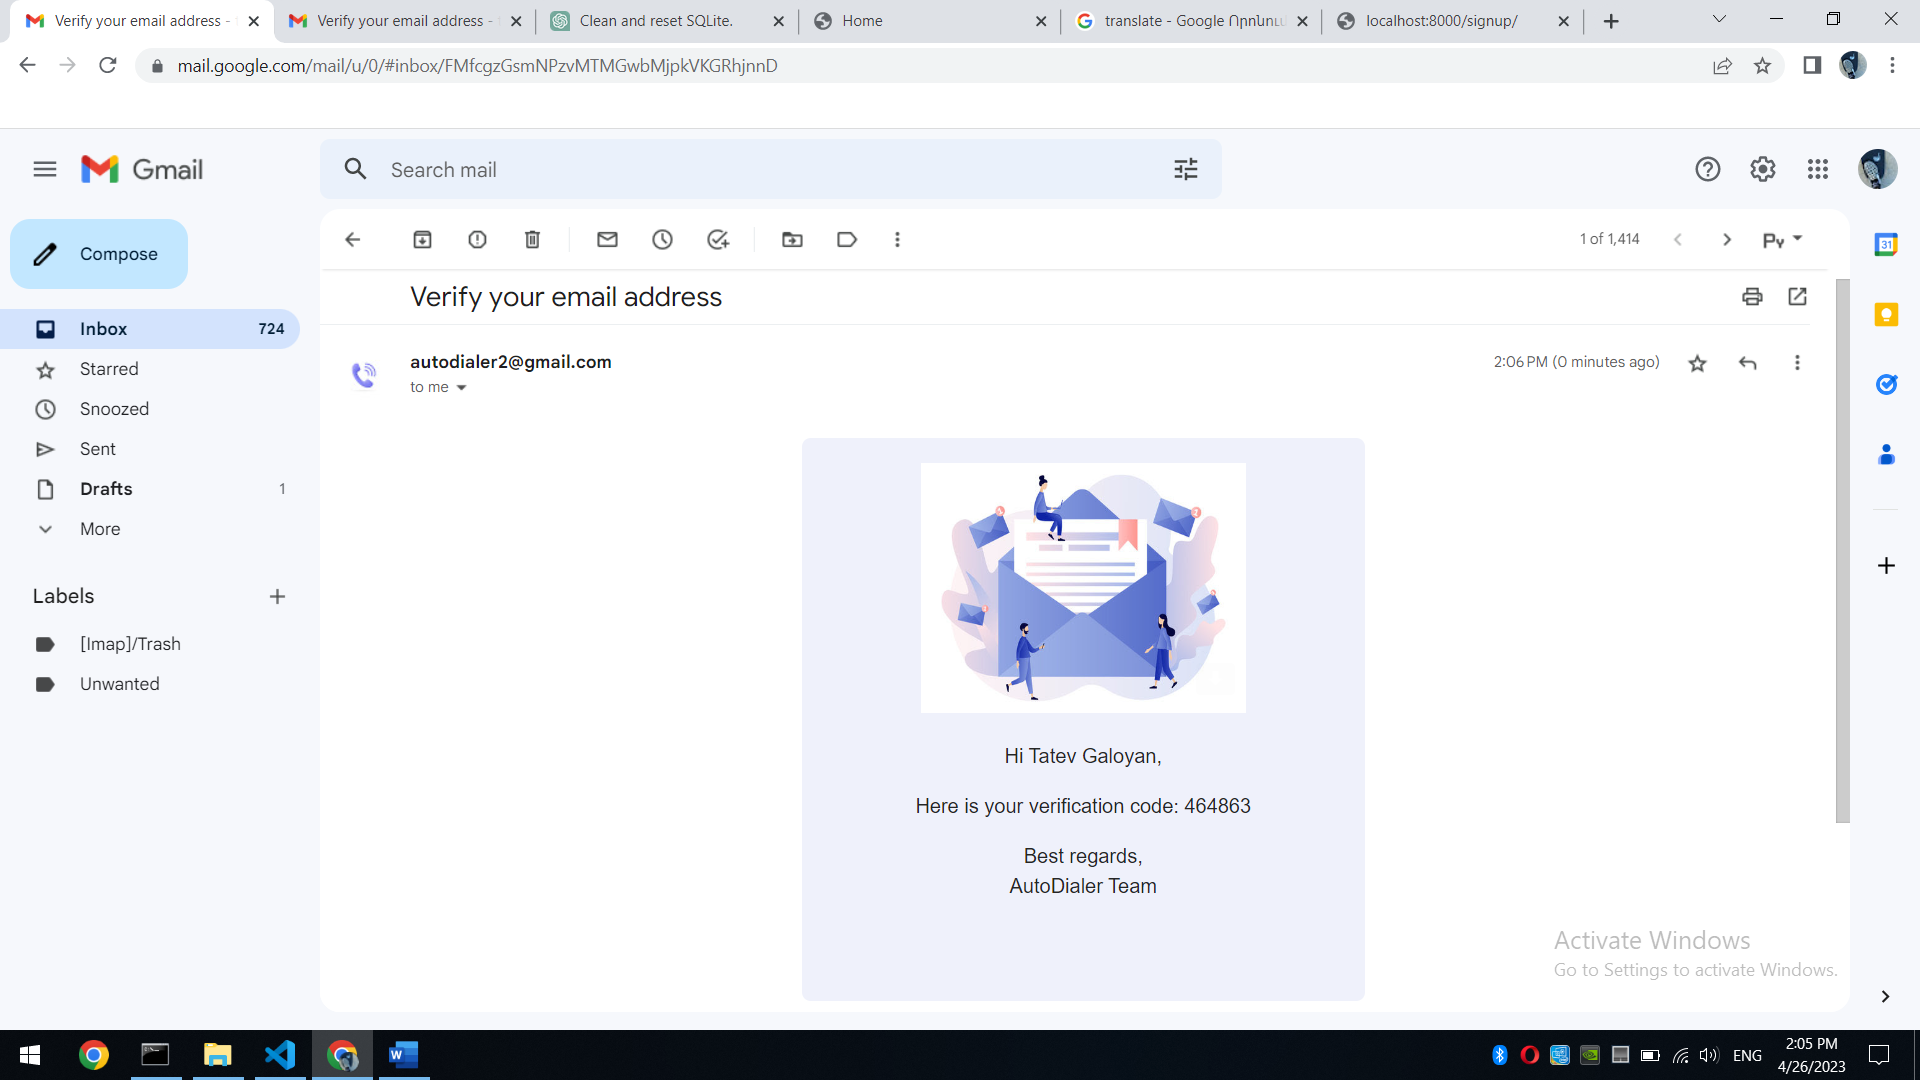 Verify your email address -
Verify your email address -
Clean and reset SQLite.
Home
translate - Google Որոնում
localhost:8000/signup/
mail.google.com/mail/u/0/#inbox/FMfcgzGsmNPzvMTMGwbMjpkVKGRhjnnD
Gmail
Search mail
Compose
1 of 1,414
Verify your email address
Inbox 724
autodialer2@gmail.com
2:06 PM (0 minutes ago)
to me
Starred
Snoozed
Sent
Drafts 1
More
Labels
[Imap]/Trash
Unwanted
31
Hi Tatev Galoyan,
Here is your verification code: 464863
Best regards,
AutoDialer Team
Activate Windows
Go to Settings to activate Windows.
ENG
2:05 PM
4/26/2023